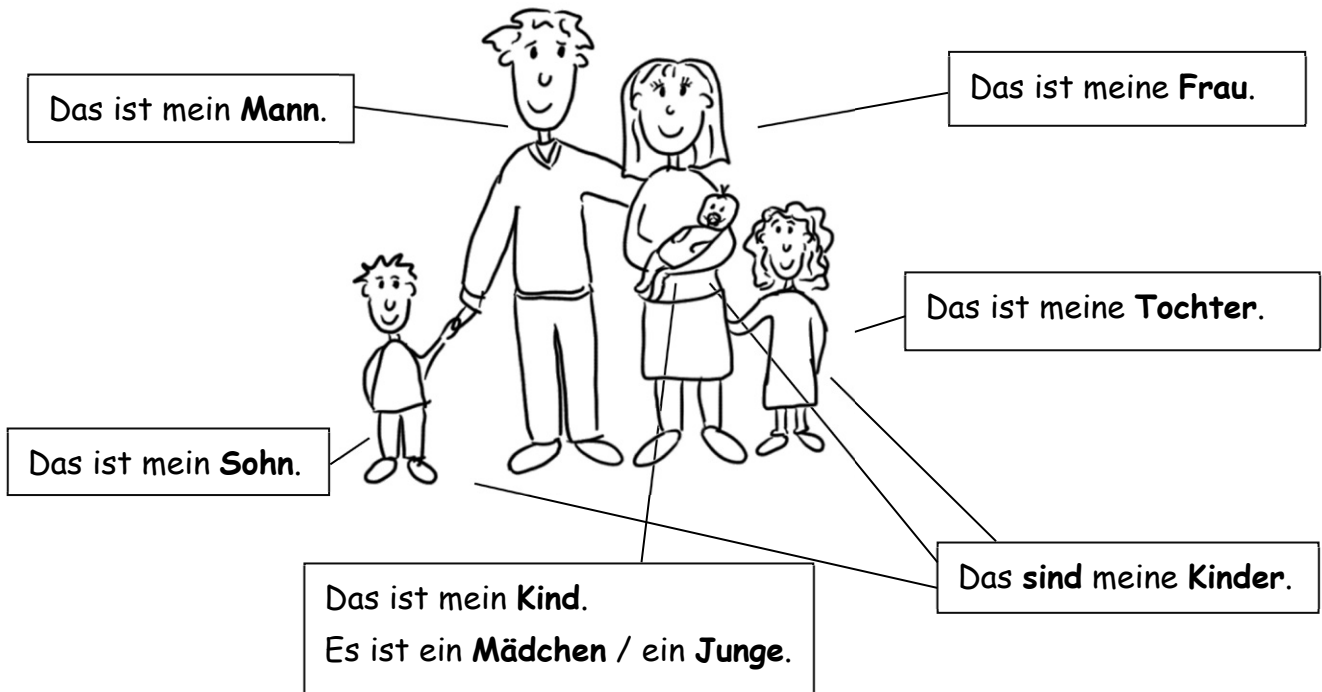 Das ist mein Mann.
Das ist meine Frau.
Das ist meine Tochter.
Das ist mein Sohn.
Das sind meine Kinder.
Das ist mein Kind.
Es ist ein Mädchen / ein Junge.